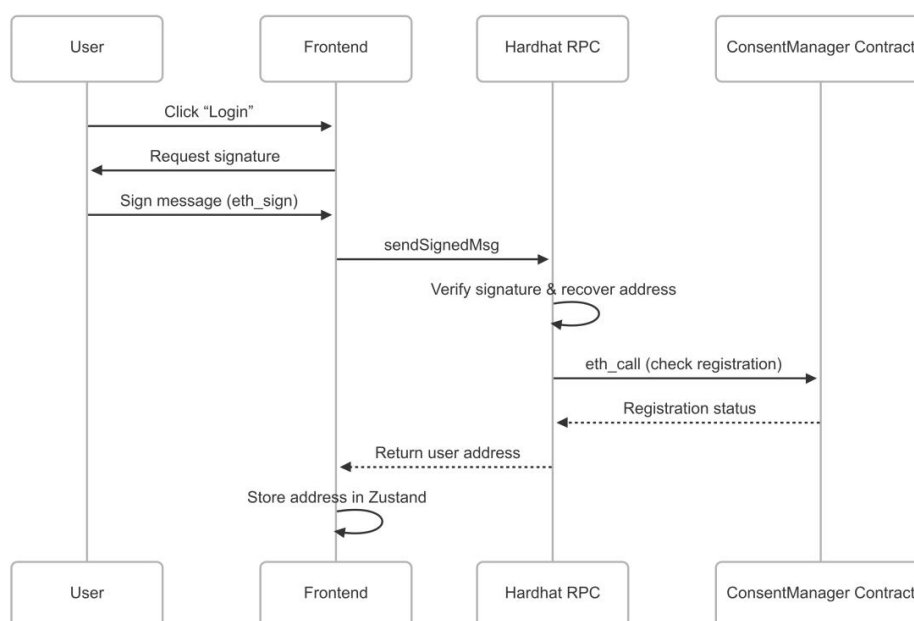 User
Frontend
Hardhat RPC
ConsentManager Contract
Click “Login”
Request signature
Sign message (eth_sign)
sendSignedMsg
Verify signature & recover address
eth_call (check registration)
Registration status
Return user address
Store address in Zustand
User
Frontend
Hardhat RPC
ConsentManager Contract